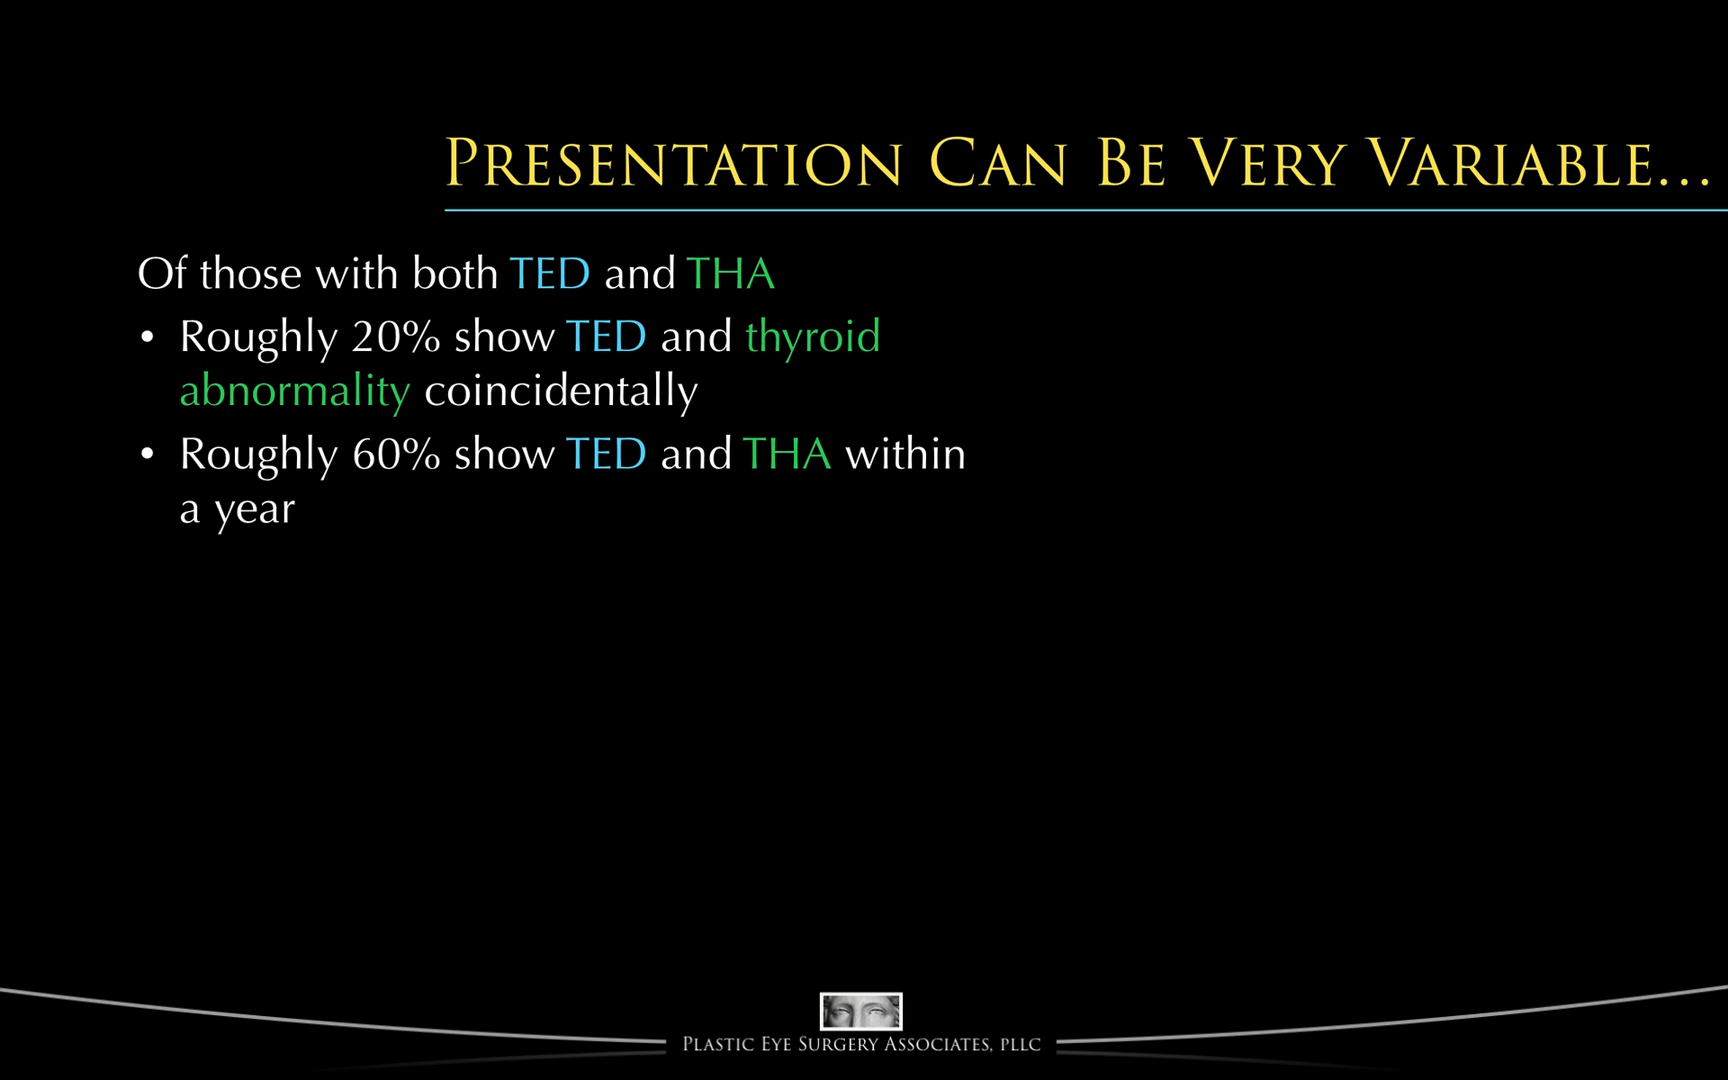 Presentation Can Be Very Variable...
Of those with both TED and THA
• Roughly 20% show TED and thyroid
abnormality coincidentally
• Roughly 60% show TED and THA within
a year
Plastic Eye Surgery Associates, PLLC